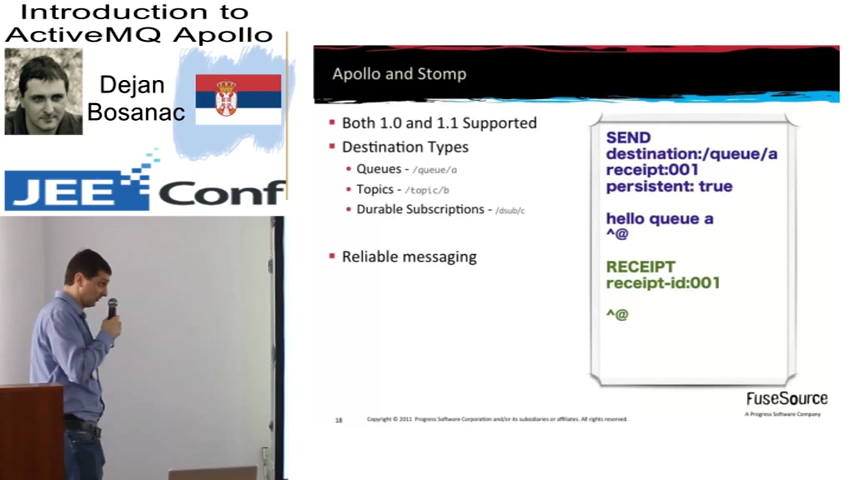 Introduction to
ActiveMQ Apollo
Dejan
Bosanac
JEE Conf
Apollo and Stomp
Both 1.0 and 1.1 Supported
Destination Types
Queues - /queue/a
Topics - /topic/b
Durable Subscriptions - /dsub/c
Reliable messaging
SEND
destination:/queue/a
receipt:001
persistent: true
hello queue a
^@
RECEIPT
receipt-id:001
^@
FuseSource
A Progress Software Company
18
Copyright © 2011 Progress Software Corporation and/or its subsidiaries or affiliates. All rights reserved.